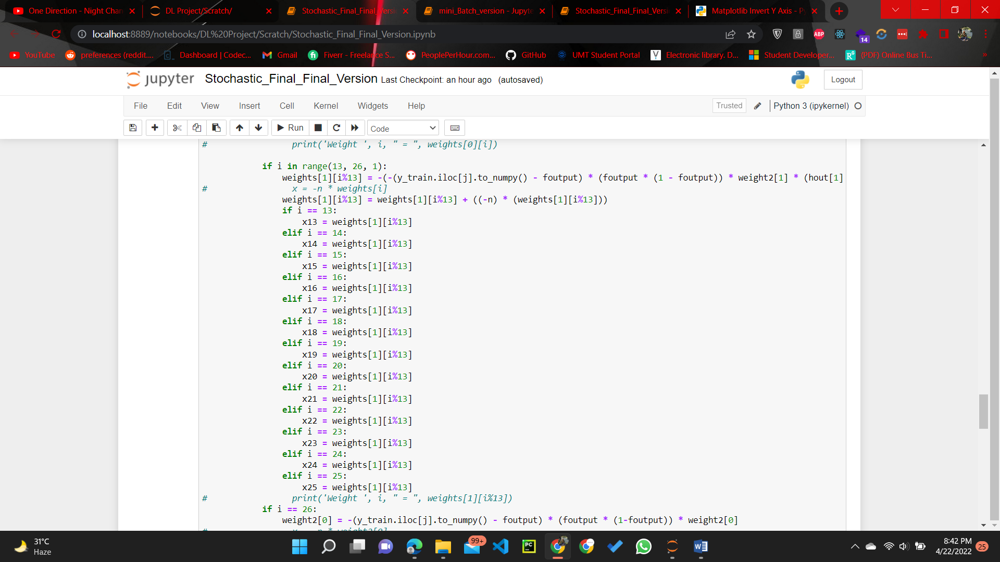 One Direction - Night Chan
DL Project/Scratch/
Stochastic_Final_Final_Versio
mini_Batch_version - Jupyte
Stochastic_Final_Final_Versi
Matplotlib Invert Y Axis - Py
localhost:8889/notebooks/DL%20Project/Scratch/Stochastic_Final_Final_Version.ipynb
ABP
14
YouTube
preferences (reddit....
Dashboard | Codec...
Gmail
Fiverr - Freelance S...
PeoplePerHour.com...
GitHub
UMT Student Portal
Electronic library. D...
Student Developer...
(PDF) Online Bus Ti...
»
jupyter Stochastic_Final_Final_Version Last Checkpoint: an hour ago (autosaved)
Logout
File Edit View Insert Cell Kernel Widgets Help
Trusted
Python 3 (ipykernel)
Run
Code
# print('Weight ', i, " = ", weights[0][i])
if i in range(13, 26, 1):
weights[1][i%13] = -(-(y_train.iloc[j].to_numpy() - foutput) * (foutput * (1 - foutput)) * weight2[1] * (hout[1]
# x = -n * weights[i]
weights[1][i%13] = weights[1][i%13] + ((-n) * (weights[1][i%13]))
if i == 13:
x13 = weights[1][i%13]
elif i == 14:
x14 = weights[1][i%13]
elif i == 15:
x15 = weights[1][i%13]
elif i == 16:
x16 = weights[1][i%13]
elif i == 17:
x17 = weights[1][i%13]
elif i == 18:
x18 = weights[1][i%13]
elif i == 19:
x19 = weights[1][i%13]
elif i == 20:
x20 = weights[1][i%13]
elif i == 21:
x21 = weights[1][i%13]
elif i == 22:
x22 = weights[1][i%13]
elif i == 23:
x23 = weights[1][i%13]
elif i == 24:
x24 = weights[1][i%13]
elif i == 25:
x25 = weights[1][i%13]
# print('Weight ', i, " = ", weights[1][i%13])
if i == 26:
weight2[0] = -(y_train.iloc[j].to_numpy() - foutput) * (foutput * (1-foutput)) * weight2[0]
31°C
Haze
99+
PC
8:42 PM
4/22/2022
25